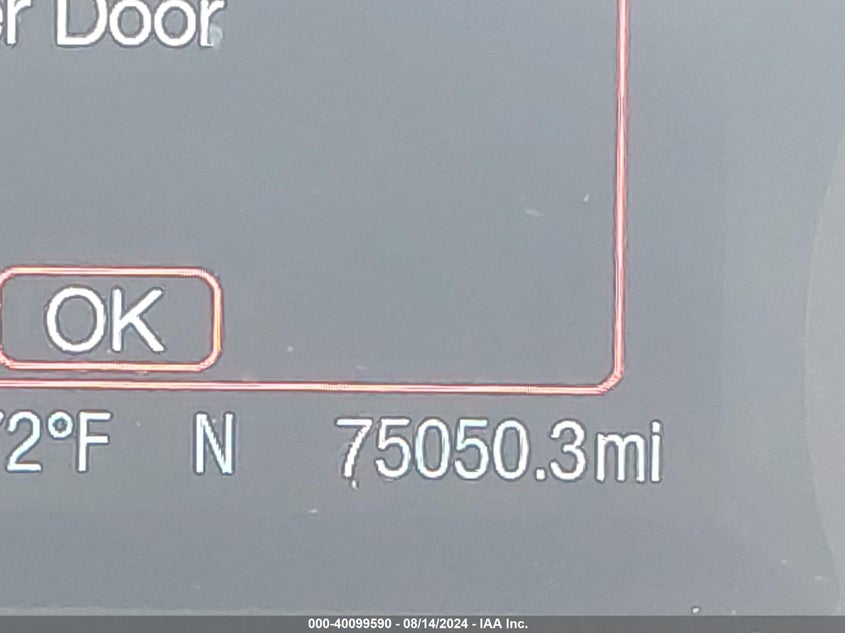 Door
OK
2°F N 75050.3mi
000-40099590 - 08/14/2024 - IAA Inc.